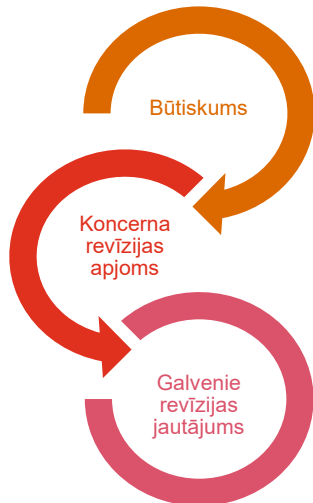 Būtiskums
Koncerna
revīzijas
apjoms
Galvenie
revīzijas
jautājums